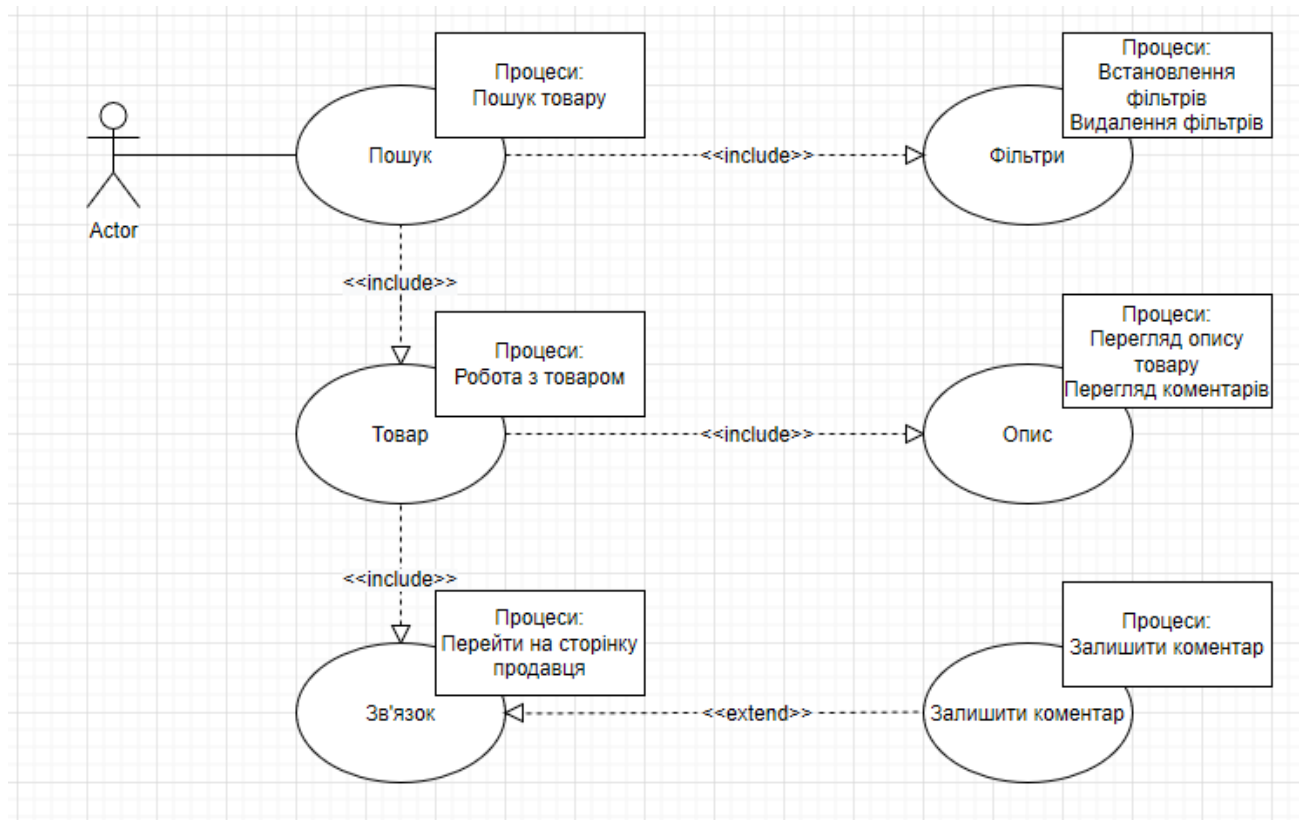 Процеси:
Пошук товару
Процеси:
Встановлення
фільтрів
Видалення фільтрів
Actor
Пошук
<<include>>
Фільтри
<<include>>
Процеси:
Робота з товаром
Процеси:
Перегляд опису
товару
Перегляд коментарів
Товар
<<include>>
Опис
<<include>>
Процеси:
Перейти на сторінку
продавця
Процеси:
Залишити коментар
Зв'язок
<<extend>>
Залишити коментар